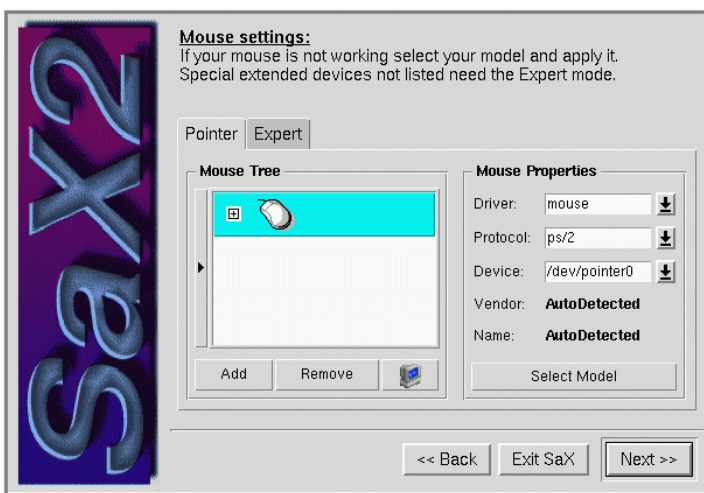 SaX2
Mouse settings:
If your mouse is not working select your model and apply it.
Special extended devices not listed need the Expert mode.
Pointer Expert
Mouse Tree
Mouse Properties
Driver: mouse
Protocol: ps/2
Device: /dev/pointer0
Vendor: AutoDetected
Name: AutoDetected
Add Remove
Select Model
<< Back Exit SaX Next >>